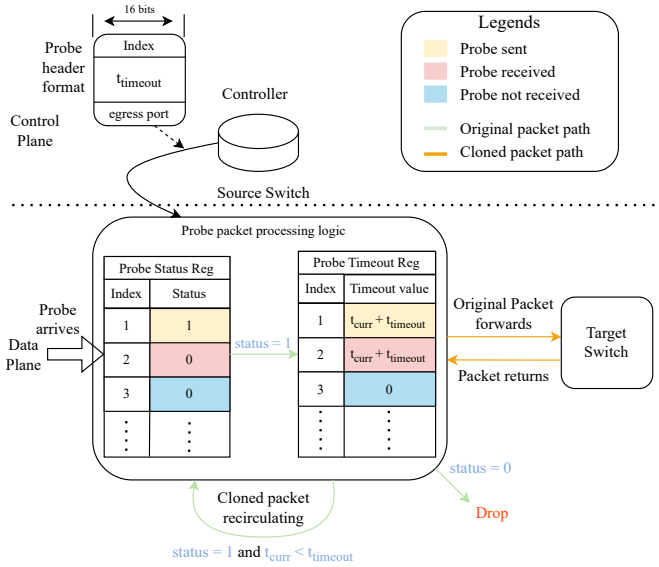 16 bits
Probe
header
format
Index
t_timeout
egress port
Control
Plane
Controller
Source Switch
Legends
Probe sent
Probe received
Probe not received
Original packet path
Cloned packet path
Probe packet processing logic
Probe Status Reg
Index Status
1 1
2 0
3 0
Probe
arrives
Data
Plane
status = 1
Probe Timeout Reg
Index Timeout value
1 t_curr + t_timeout
2 t_curr + t_timeout
3 0
Original Packet
forwards
Packet returns
Target
Switch
status = 0
Drop
Cloned packet
recirculating
status = 1 and t_curr < t_timeout